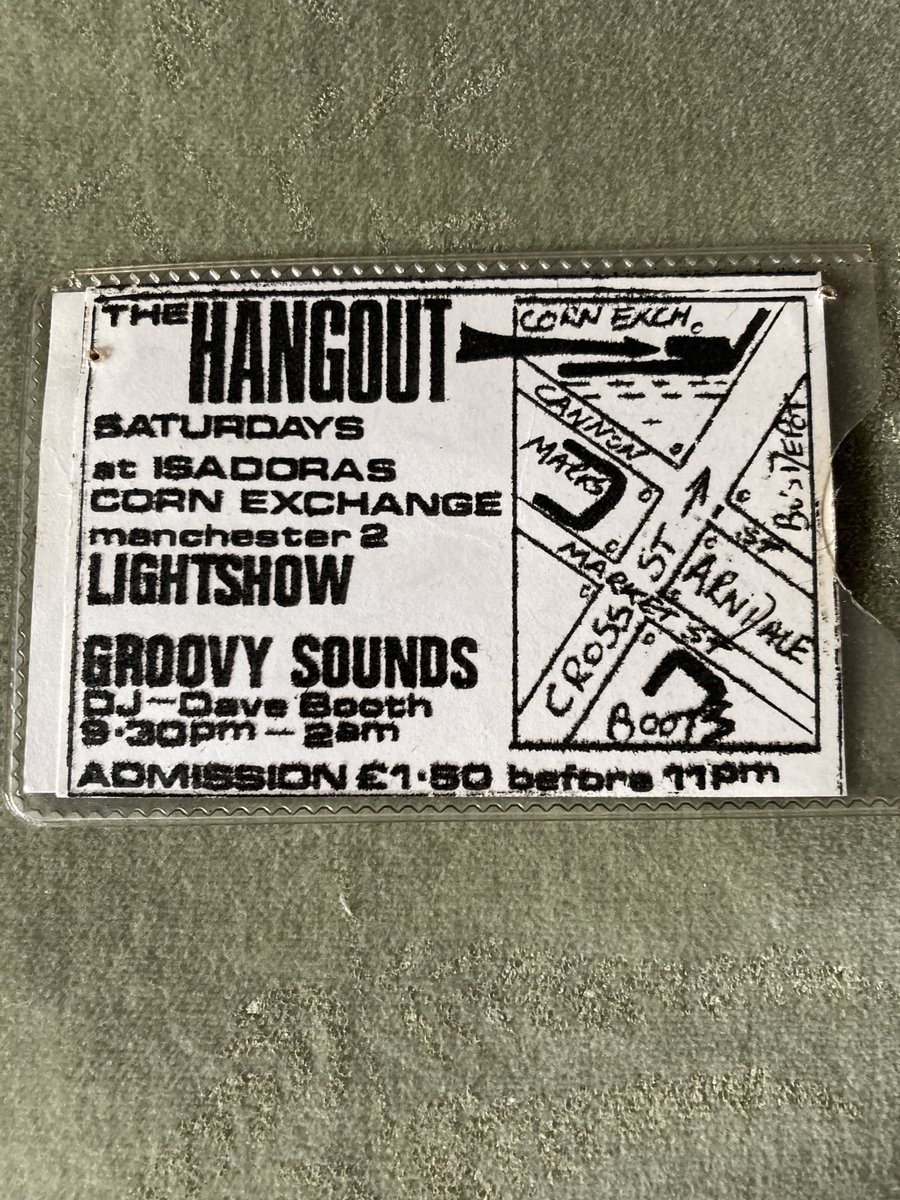 THE HANGOUT
SATURDAYS
at ISADORAS
CORN EXCHANGE
manchester 2
LIGHTSHOW
GROOVY SOUNDS
DJ-Dave Booth
9·30pm - 2am
ADMISSION £1·50 before 11pm
CORN EXCH.
CANNON ST
MARKS
BUS DEPOT
MARKET ST
CROSS ST
ARNDALE
BOOTS